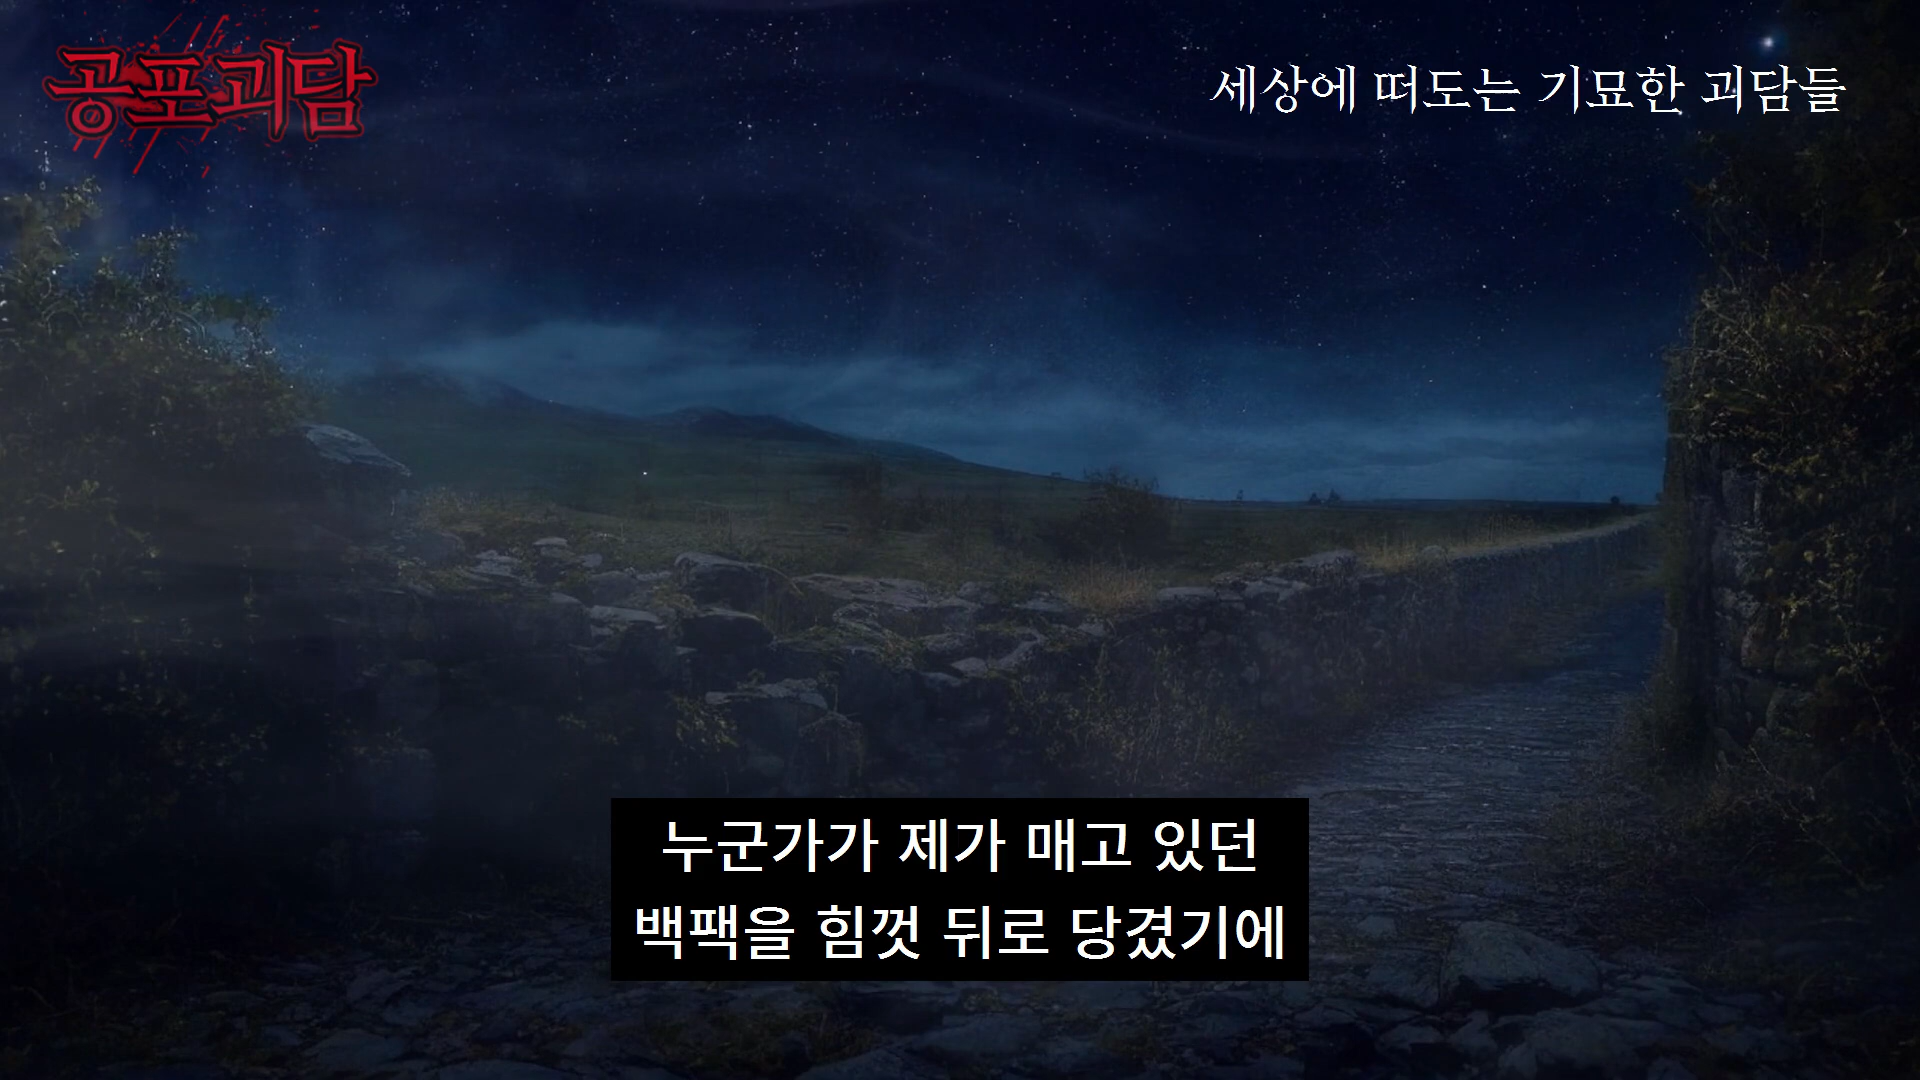 공포괴담
세상에 떠도는 기묘한 괴담들
누군가가 제가 매고 있던
백팩을 힘껏 뒤로 당겼기에